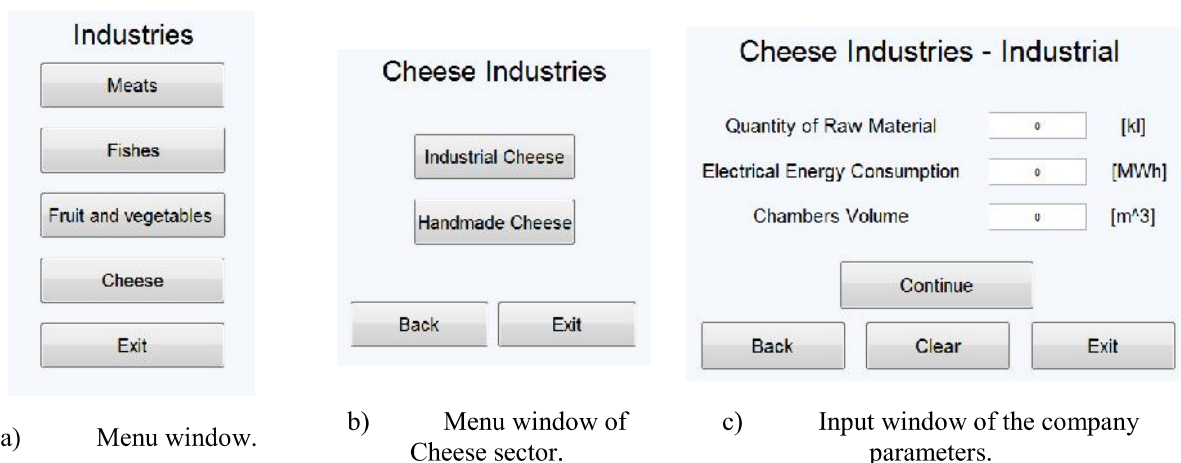 Industries
Meats
Fishes
Fruit and vegetables
Cheese
Exit
a) Menu window.
Cheese Industries
Industrial Cheese
Handmade Cheese
Back Exit
b) Menu window of
Cheese sector.
Cheese Industries - Industrial
Quantity of Raw Material 0 [kl]
Electrical Energy Consumption 0 [MWh]
Chambers Volume 0 [m^3]
Continue
Back Clear Exit
c) Input window of the company
parameters.